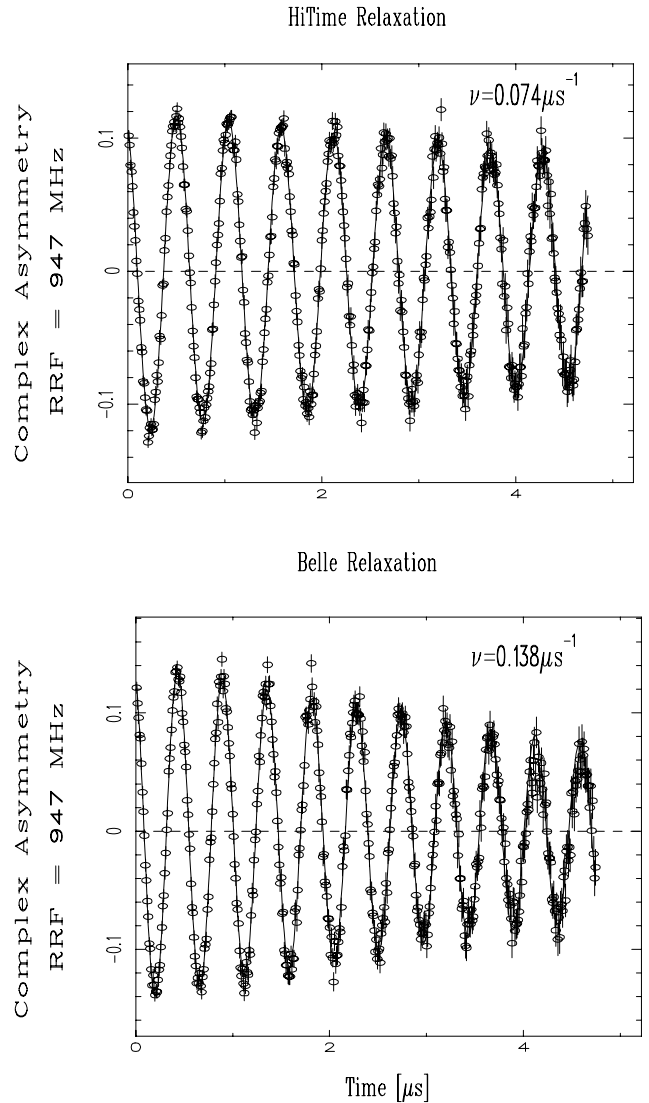 HiTime Relaxation
Complex Asymmetry
RRF = 947 MHz
ν=0.074μs⁻¹
0.1
0
−0.1
0 2 4
Belle Relaxation
Complex Asymmetry
RRF = 947 MHz
ν=0.138μs⁻¹
0.1
0
−0.1
0 2 4
Time [μs]